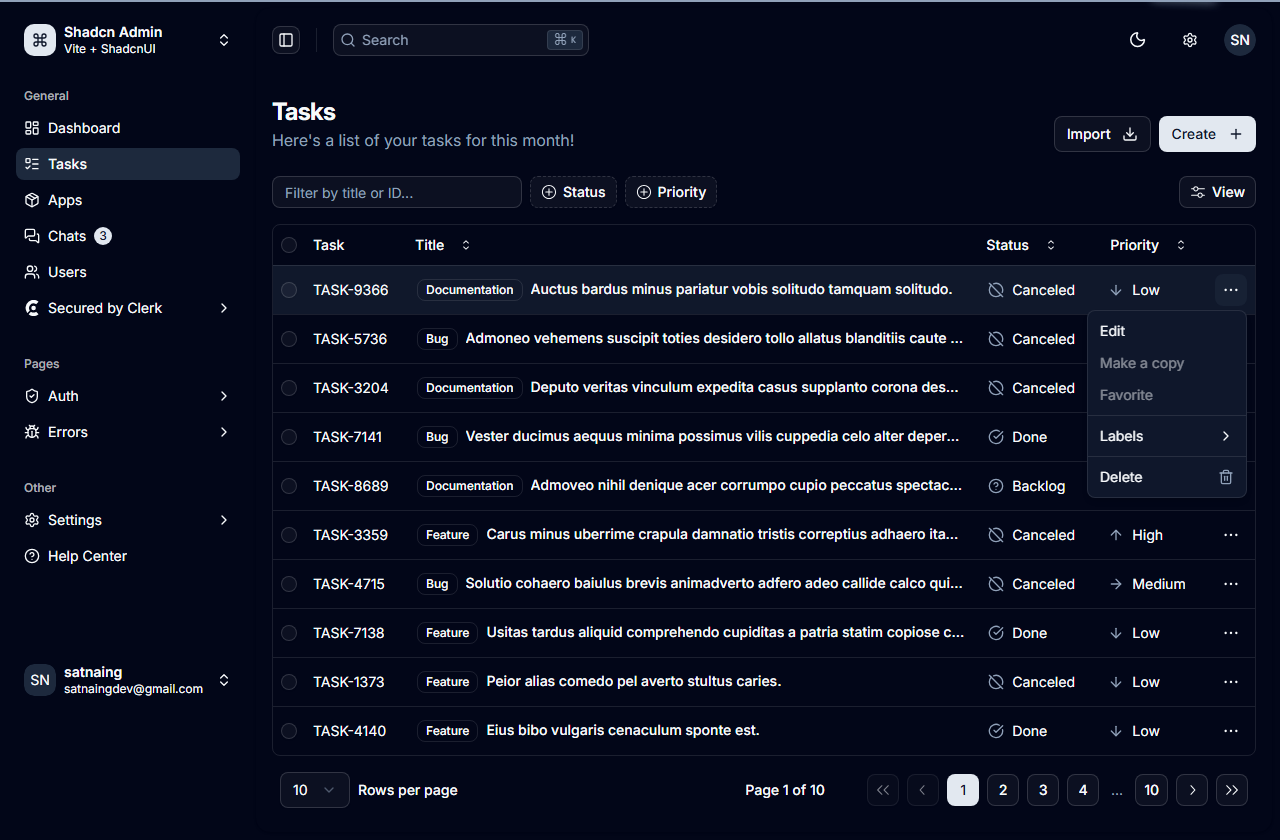 Shadcn Admin
Vite + ShadcnUI
General
Dashboard
Tasks
Apps
Chats 3
Users
Secured by Clerk
Pages
Auth
Errors
Other
Settings
Help Center
SN
satnaing
satnaingdev@gmail.com
Search ⌘ K
SN
Tasks
Here's a list of your tasks for this month!
Import
Create
Filter by title or ID...
Status
Priority
View
Task Title Status Priority
TASK-9366 Documentation Auctus bardus minus pariatur vobis solitudo tamquam solitudo. Canceled Low
TASK-5736 Bug Admoneo vehemens suscipit toties desidero tollo allatus blanditiis caute ... Canceled
TASK-3204 Documentation Deputo veritas vinculum expedita casus supplanto corona des... Canceled
TASK-7141 Bug Vester ducimus aequus minima possimus vilis cuppedia celo alter deper... Done
TASK-8689 Documentation Admoveo nihil denique acer corrumpo cupio peccatus spectac... Backlog
TASK-3359 Feature Carus minus uberrime crapula damnatio tristis correptius adhaero ita... Canceled High
TASK-4715 Bug Solutio cohaero baiulus brevis animadverto adfero adeo callide calco qui... Canceled Medium
TASK-7138 Feature Usitas tardus aliquid comprehendo cupiditas a patria statim copiose c... Done Low
TASK-1373 Feature Peior alias comedo pel averto stultus caries. Canceled Low
TASK-4140 Feature Eius bibo vulgaris cenaculum sponte est. Done Low
Edit
Make a copy
Favorite
Labels
Delete
10 Rows per page
Page 1 of 10
1 2 3 4 ... 10